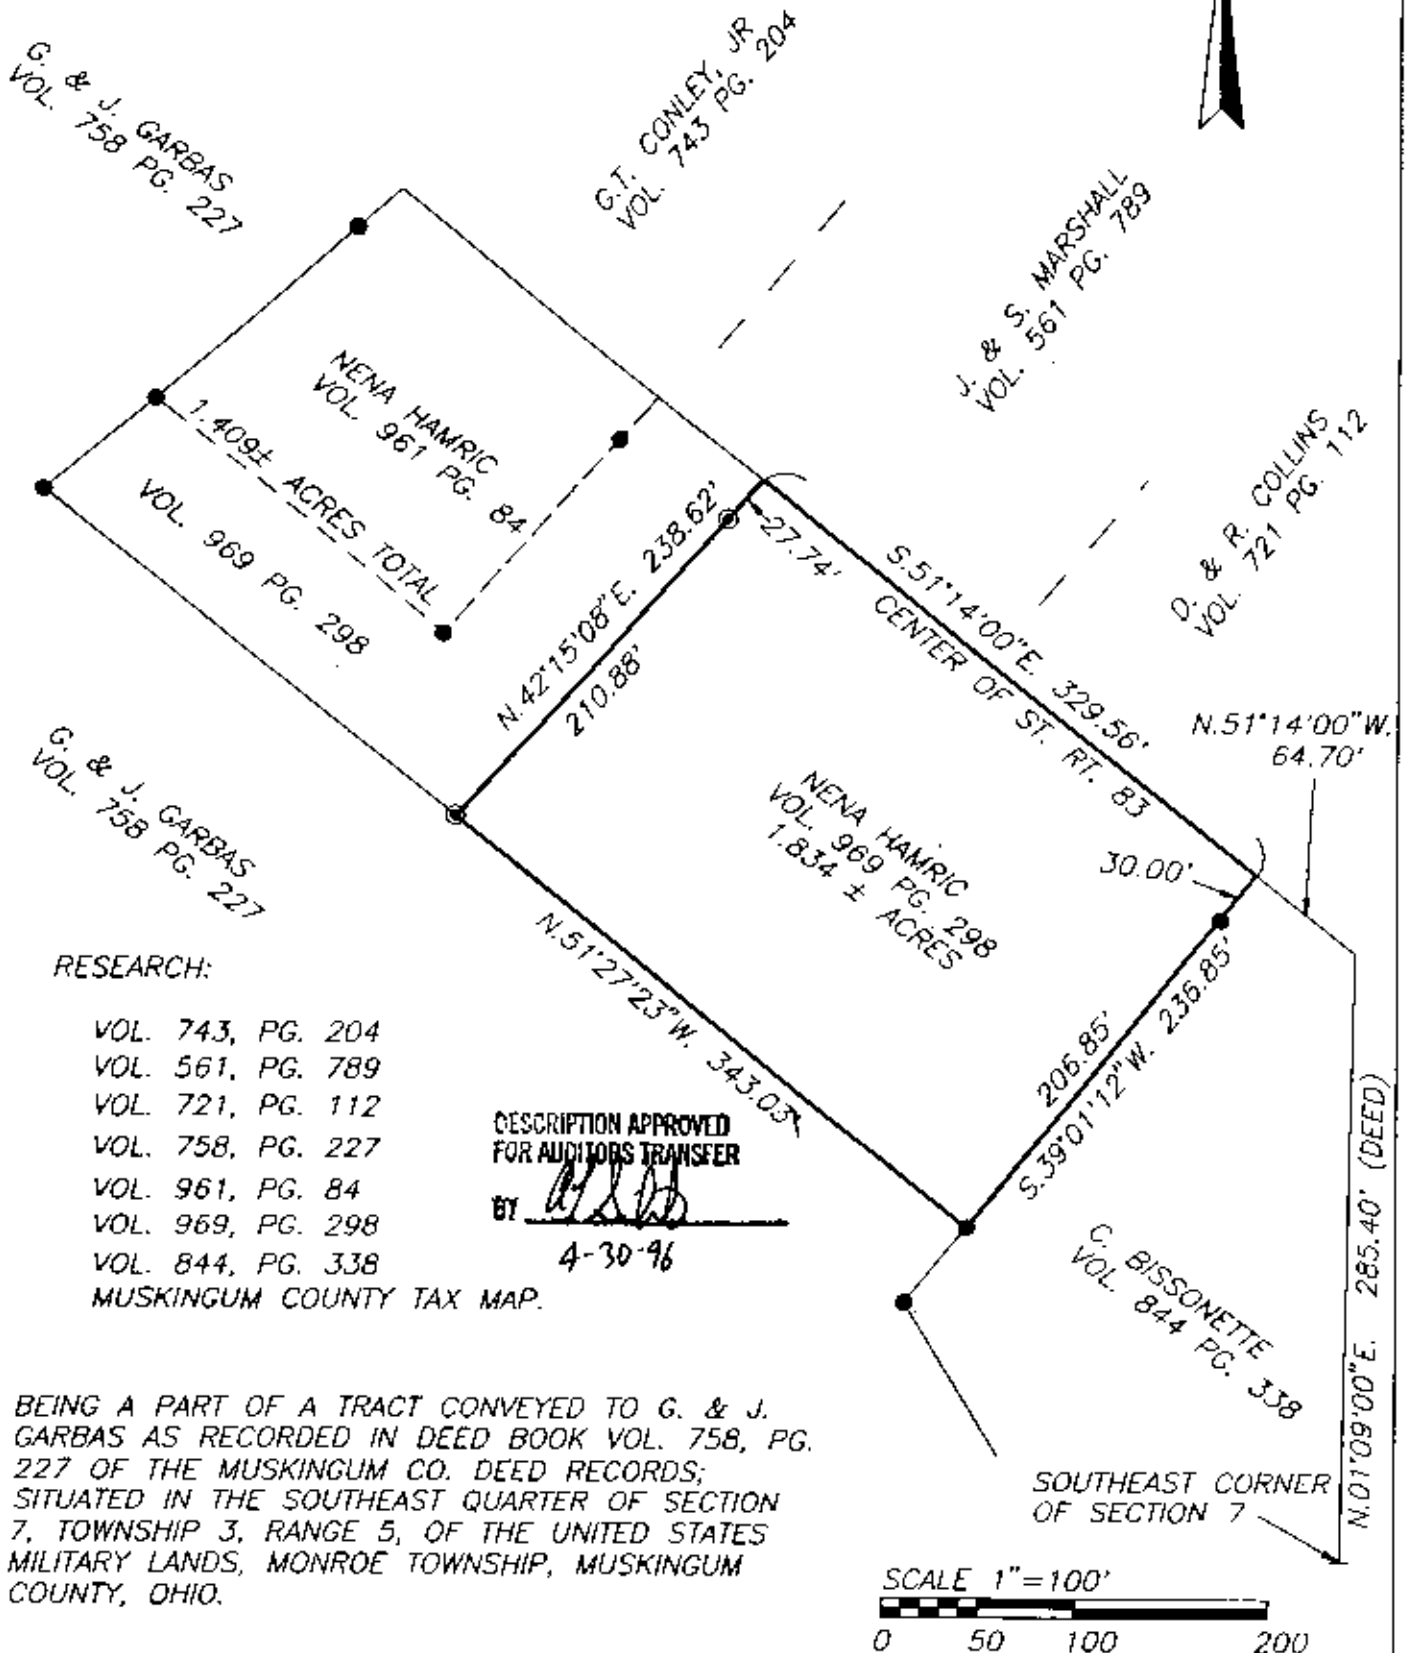 G. & J. GARBAS
VOL. 758 PG. 227
G.T. CONLEY, JR
VOL. 743 PG. 204
J. & S. MARSHALL
VOL. 561 PG. 789
D. & R. COLLINS
VOL. 721 PG. 112
NENA HAMRIC
VOL. 961 PG. 84
1.409± ACRES TOTAL
VOL. 969 PG. 298
N.42°15'08"E. 238.62'
210.88'
27.74'
S.51°14'00"E. 329.56'
CENTER OF ST. RT. 83
N.51°14'00"W.
64.70'
30.00'
NENA HAMRIC
VOL. 969 PG. 298
1.834 ± ACRES
G. & J. GARBAS
VOL. 758 PG. 227
N.51°27'23"W. 343.03'
206.85'
S.39°01'12"W. 236.85'
N.01°09'00"E. 285.40' (DEED)
C. BISSONETTE
VOL. 844 PG. 338
RESEARCH:
VOL. 743, PG. 204
VOL. 561, PG. 789
VOL. 721, PG. 112
VOL. 758, PG. 227
VOL. 961, PG. 84
VOL. 969, PG. 298
VOL. 844, PG. 338
MUSKINGUM COUNTY TAX MAP.
DESCRIPTION APPROVED
FOR AUDITORS TRANSFER
BY
4-30-96
BEING A PART OF A TRACT CONVEYED TO G. & J.
GARBAS AS RECORDED IN DEED BOOK VOL. 758, PG.
227 OF THE MUSKINGUM CO. DEED RECORDS;
SITUATED IN THE SOUTHEAST QUARTER OF SECTION
7, TOWNSHIP 3, RANGE 5, OF THE UNITED STATES
MILITARY LANDS, MONROE TOWNSHIP, MUSKINGUM
COUNTY, OHIO.
SOUTHEAST CORNER
OF SECTION 7
SCALE 1"=100'
0 50 100 200